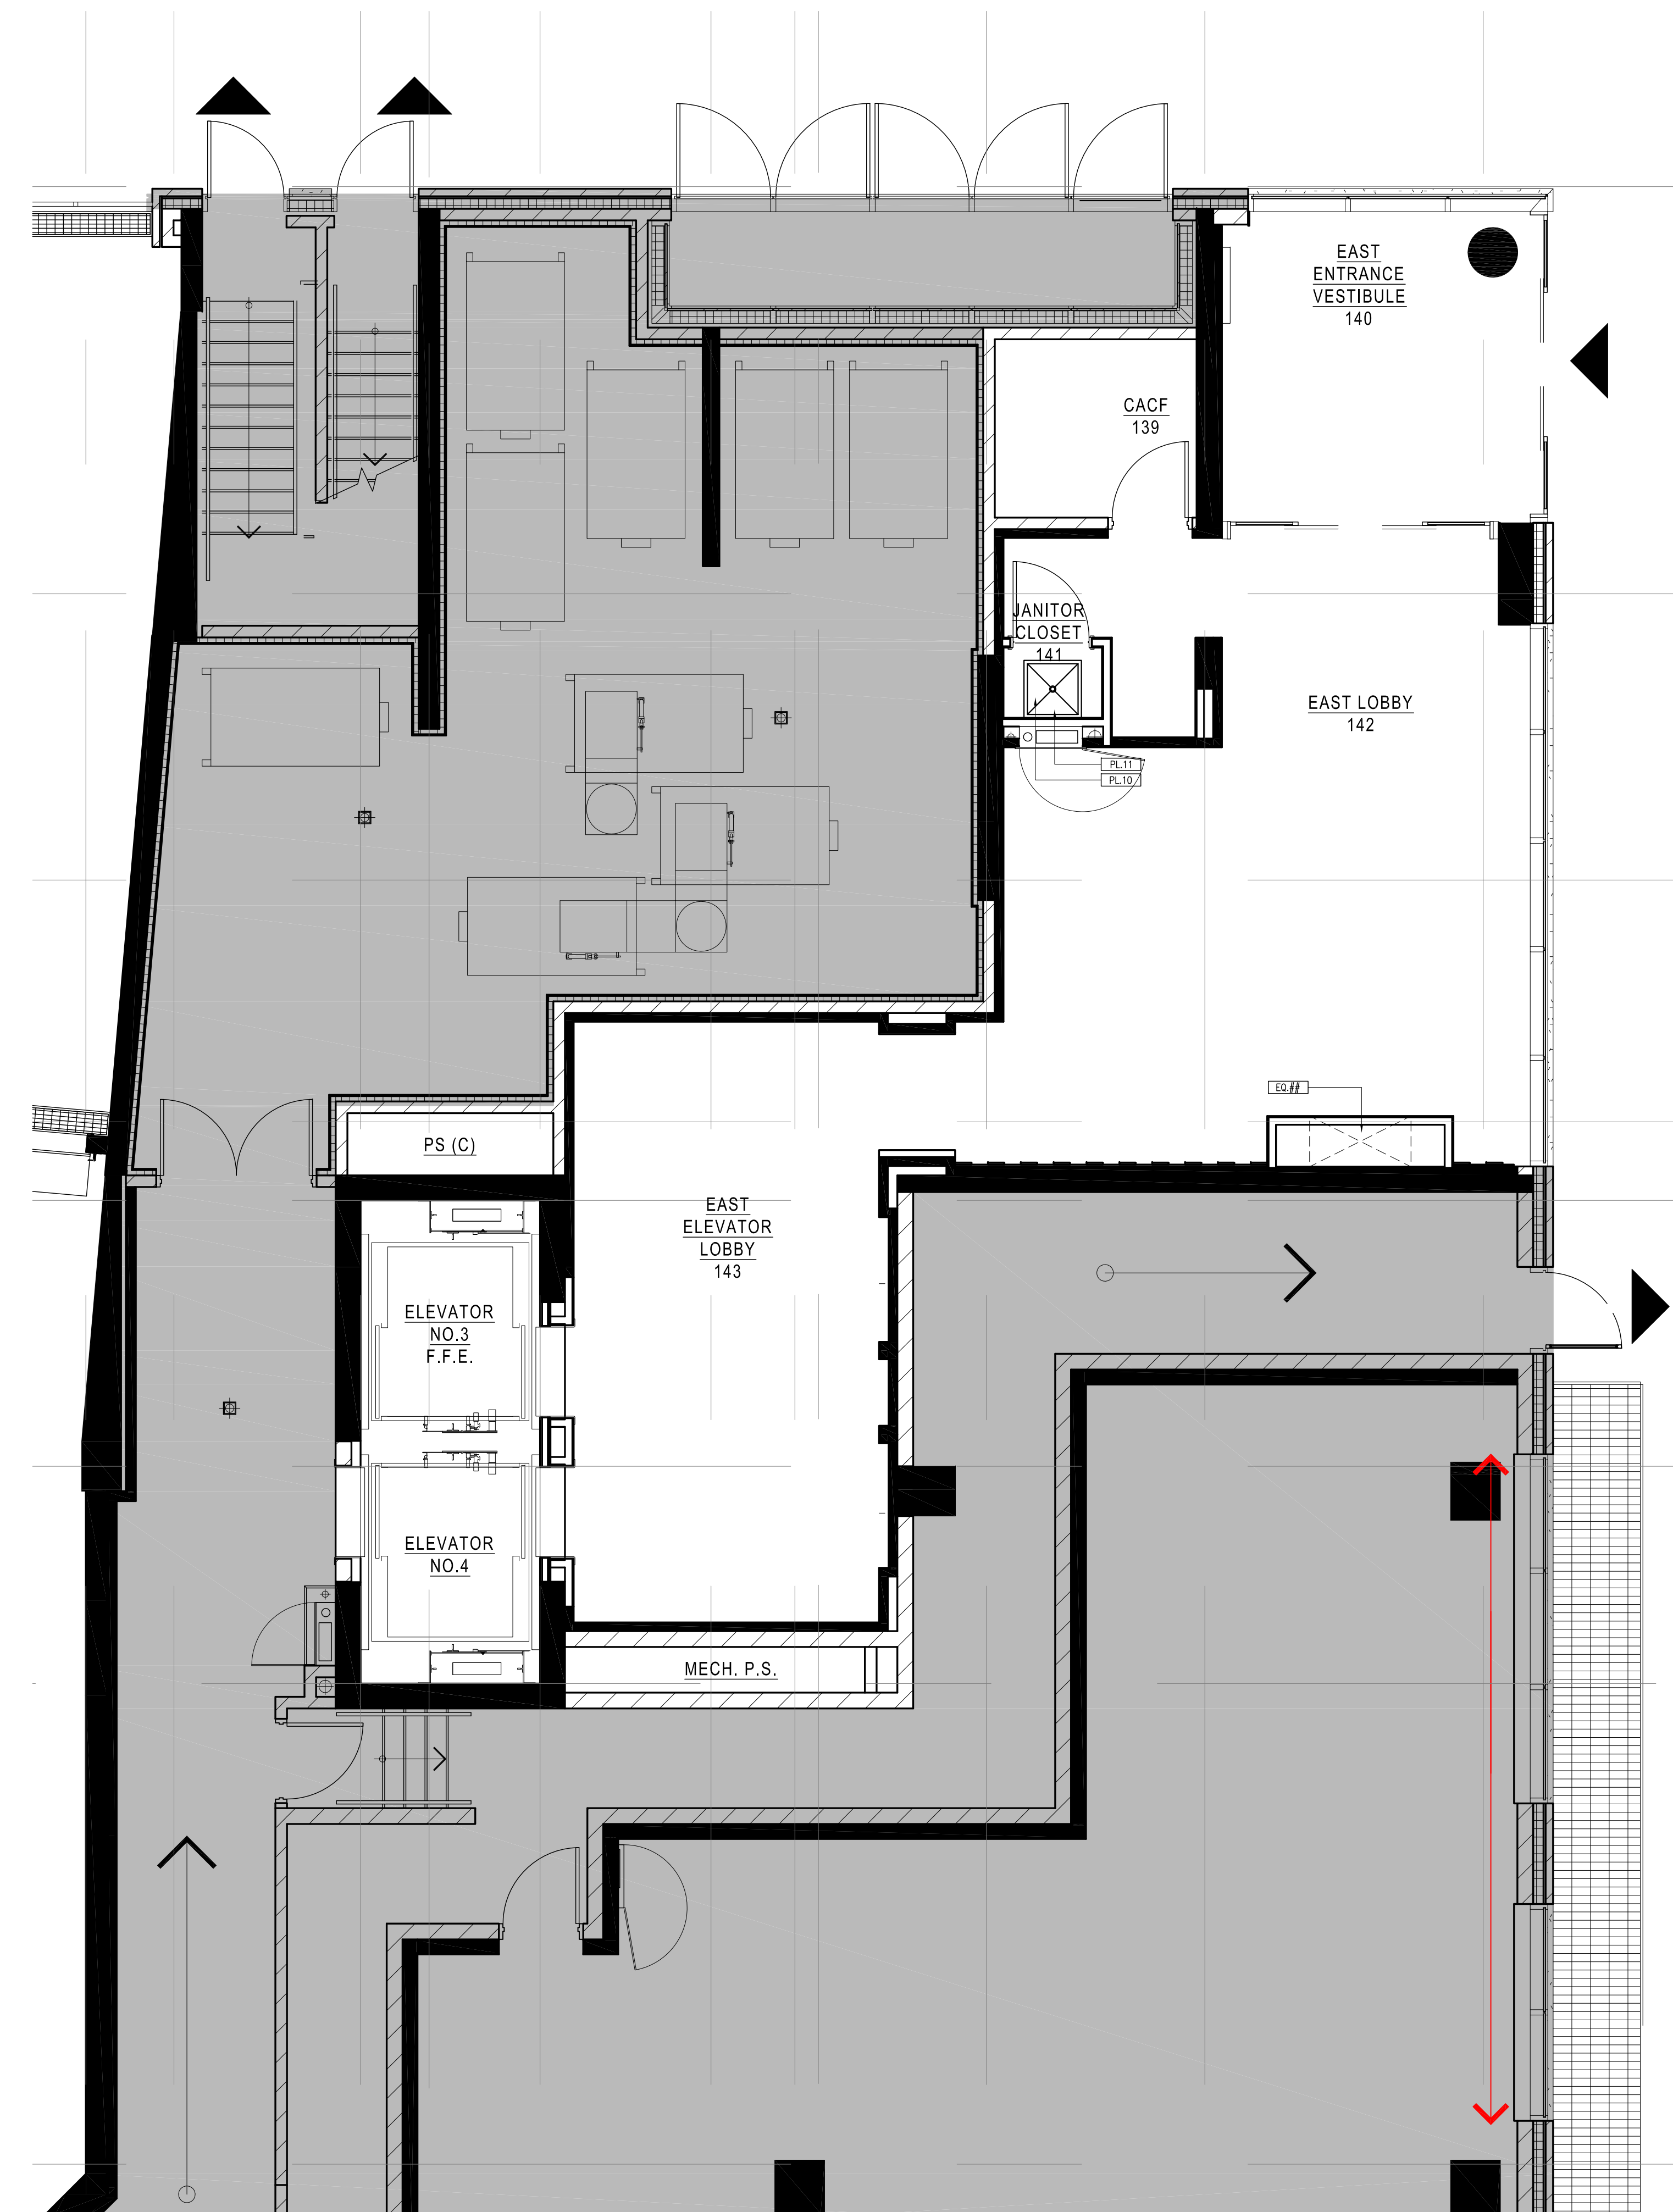 EAST
ENTRANCE
VESTIBULE
140
CACF
139
JANITOR
CLOSET
141
EAST LOBBY
142
PL.11
PL.10
EQ.##
PS (C)
EAST
ELEVATOR
LOBBY
143
ELEVATOR
NO.3
F.F.E.
ELEVATOR
NO.4
MECH. P.S.